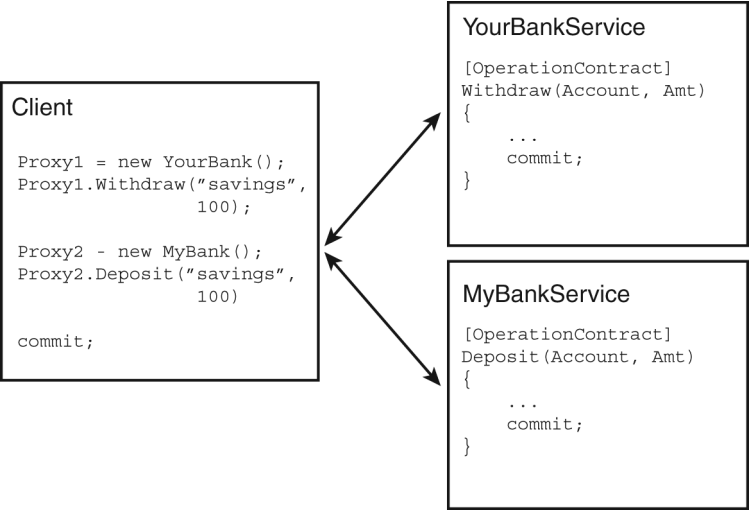 Client
Proxy1 = new YourBank();
Proxy1.Withdraw("savings",
100);
Proxy2 - new MyBank();
Proxy2.Deposit("savings",
100)
commit;
YourBankService
[OperationContract]
Withdraw(Account, Amt)
{
...
commit;
}
MyBankService
[OperationContract]
Deposit(Account, Amt)
{
...
commit;
}